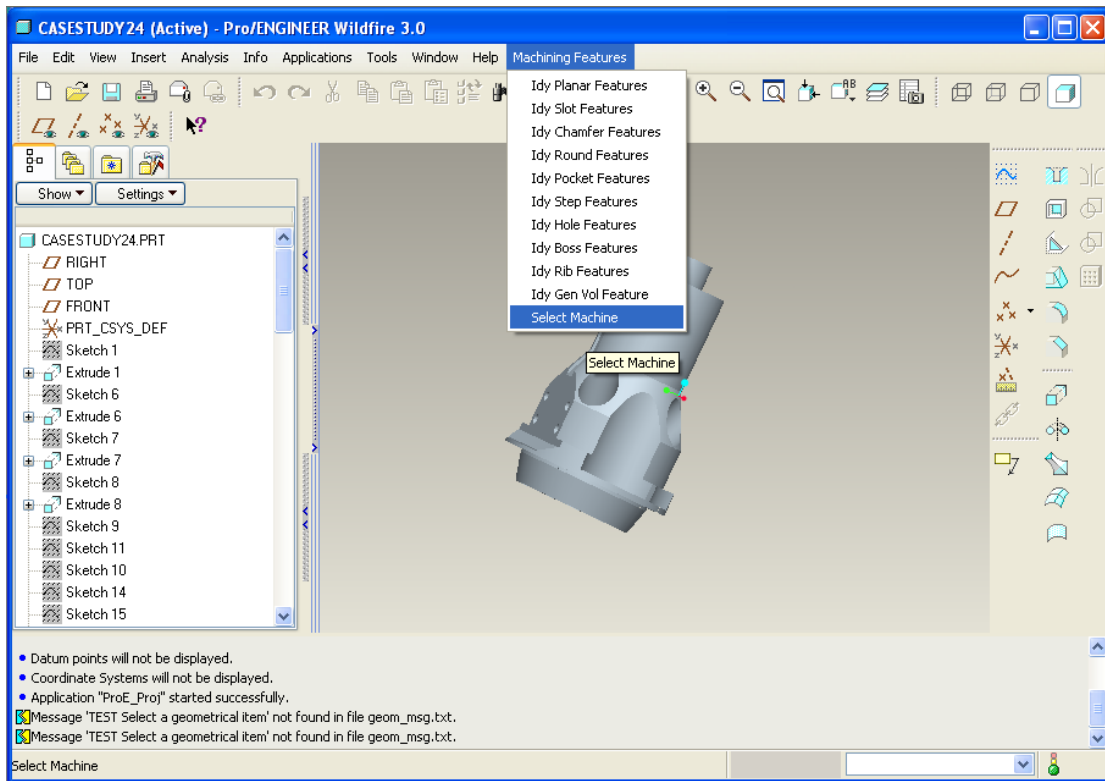 CASESTUDY24 (Active) - Pro/ENGINEER Wildfire 3.0
File Edit View Insert Analysis Info Applications Tools Window Help Machining Features
Idy Planar Features
Idy Slot Features
Idy Chamfer Features
Idy Round Features
Idy Pocket Features
Idy Step Features
Idy Hole Features
Idy Boss Features
Idy Rib Features
Idy Gen Vol Feature
Select Machine
Select Machine
Show Settings
CASESTUDY24.PRT
RIGHT
TOP
FRONT
PRT_CSYS_DEF
Sketch 1
Extrude 1
Sketch 6
Extrude 6
Sketch 7
Extrude 7
Sketch 8
Extrude 8
Sketch 9
Sketch 11
Sketch 10
Sketch 14
Sketch 15
• Datum points will not be displayed.
• Coordinate Systems will not be displayed.
• Application "ProE_Proj" started successfully.
Message 'TEST Select a geometrical item' not found in file geom_msg.txt.
Message 'TEST Select a geometrical item' not found in file geom_msg.txt.
Select Machine